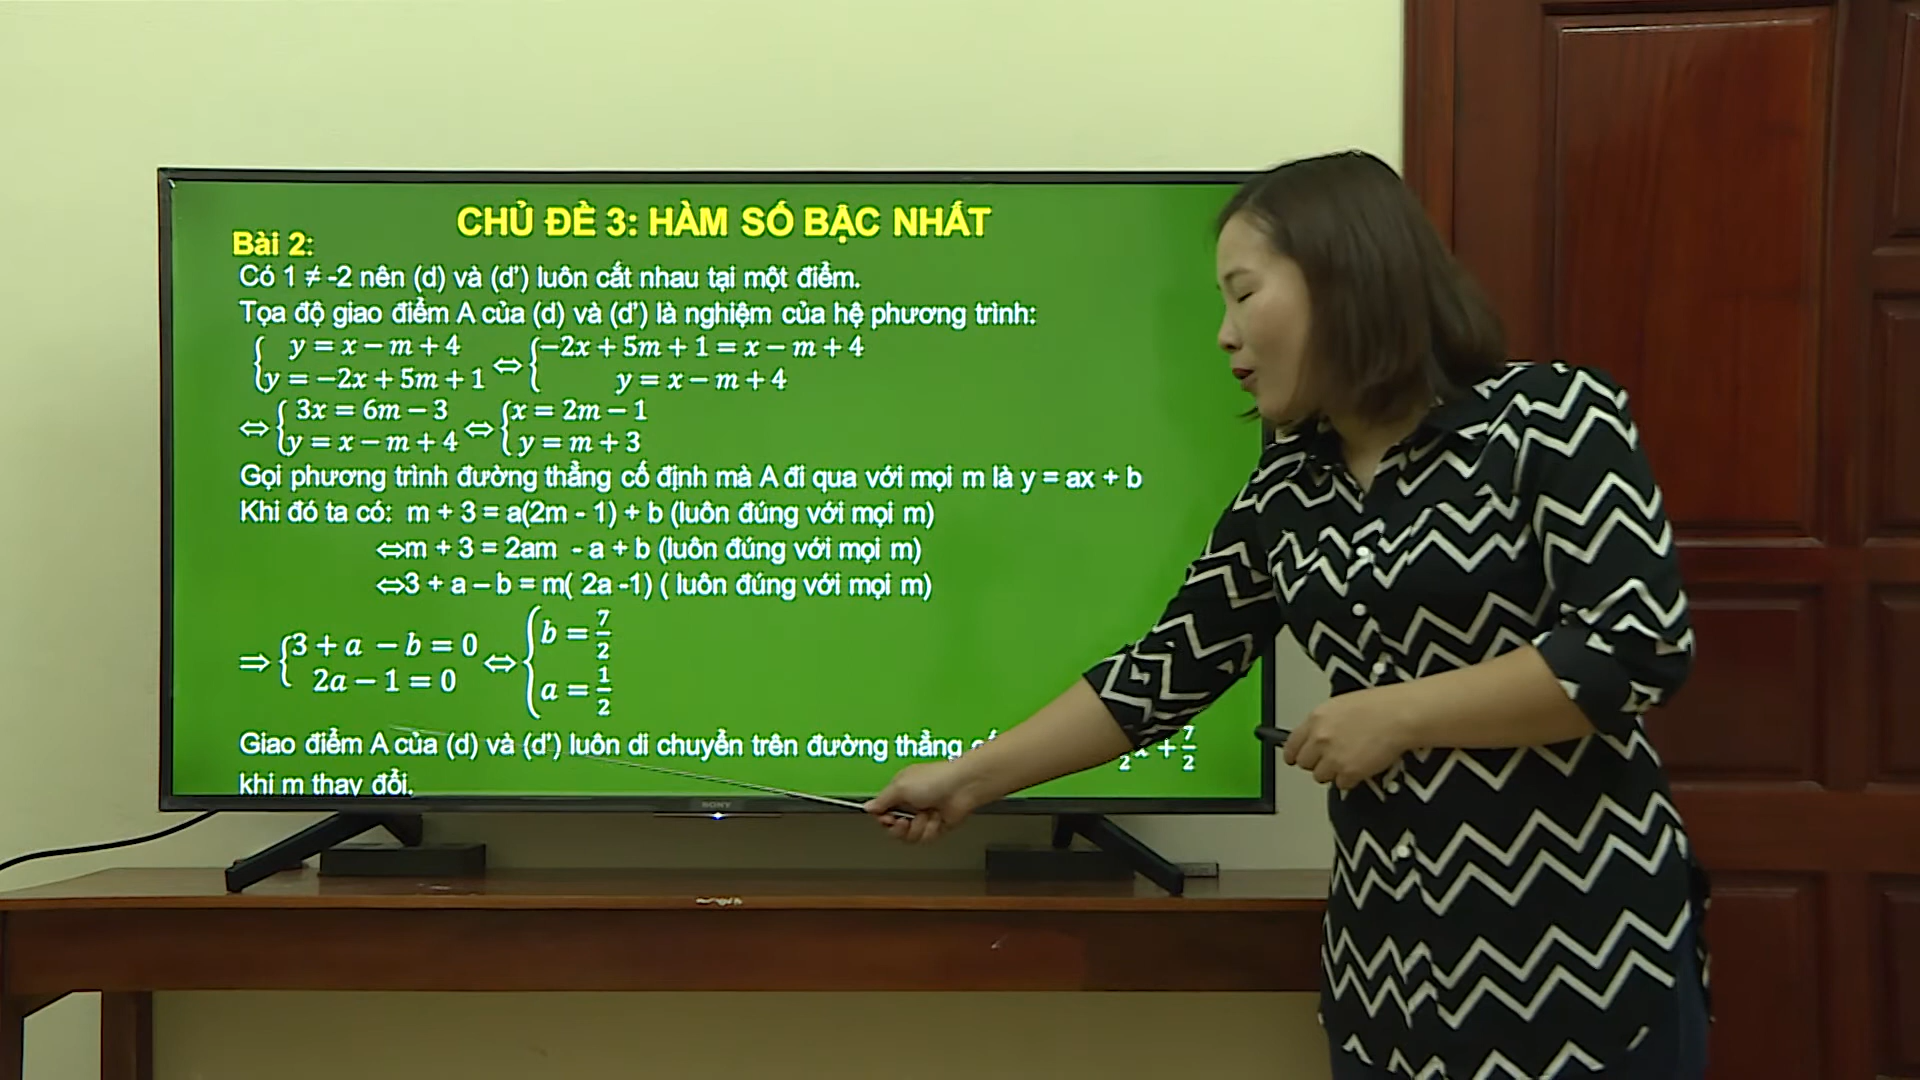 CHỦ ĐỀ 3: HÀM SỐ BẬC NHẤT
Bài 2:
Có 1 ≠ -2 nên (d) và (d') luôn cắt nhau tại một điểm.
Tọa độ giao điểm A của (d) và (d') là nghiệm của hệ phương trình:
{ y = x − m + 4 ; y = −2x + 5m + 1 ⇔ { −2x + 5m + 1 = x − m + 4 ; y = x − m + 4
⇔ { 3x = 6m − 3 ; y = x − m + 4 ⇔ { x = 2m − 1 ; y = m + 3
Gọi phương trình đường thẳng cố định mà A đi qua với mọi m là y = ax + b
Khi đó ta có: m + 3 = a(2m - 1) + b (luôn đúng với mọi m)
⇔m + 3 = 2am - a + b (luôn đúng với mọi m)
⇔3 + a – b = m( 2a -1) ( luôn đúng với mọi m)
⇒ { 3 + a − b = 0 ; 2a − 1 = 0 ⇔ { b = 7/2 ; a = 1/2
Giao điểm A của (d) và (d') luôn di chuyển trên đường thẳng x + 7/2
khi m thay đổi.
SONY